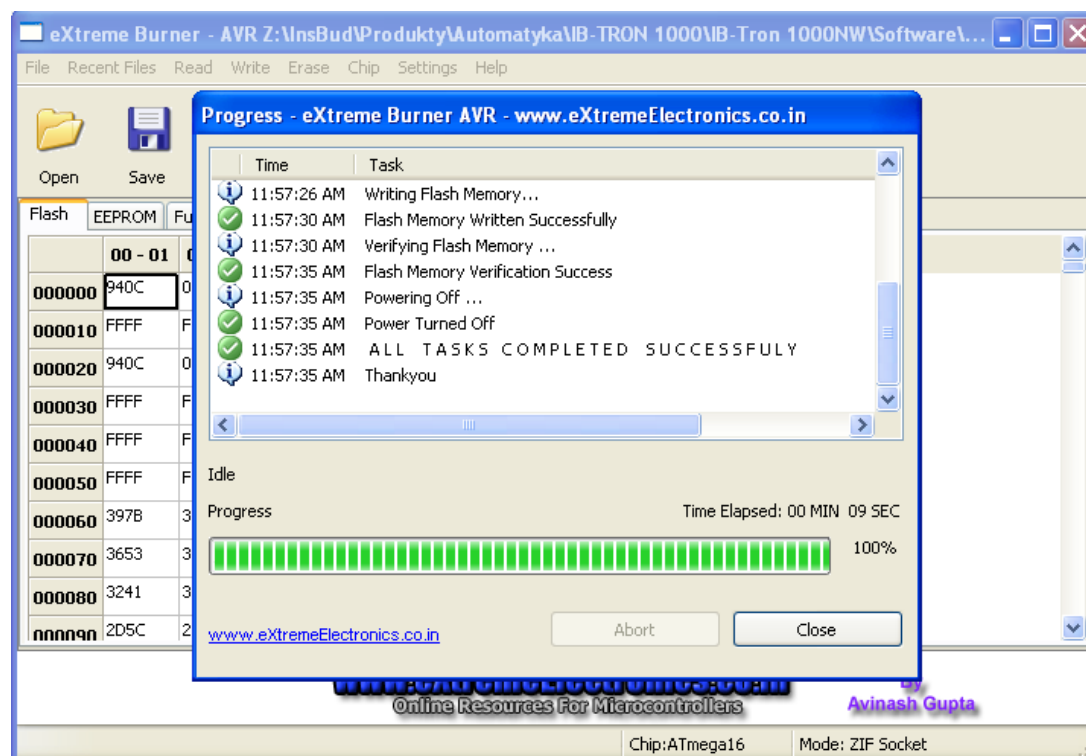 eXtreme Burner - AVR Z:\InsBud\Produkty\Automatyka\IB-TRON 1000\IB-Tron 1000NW\Software\...
File Recent Files Read Write Erase Chip Settings Help
Open Save
Progress - eXtreme Burner AVR - www.eXtremeElectronics.co.in
Time Task
11:57:26 AM Writing Flash Memory...
11:57:30 AM Flash Memory Written Successfully
11:57:30 AM Verifying Flash Memory ...
11:57:35 AM Flash Memory Verification Success
11:57:35 AM Powering Off ...
11:57:35 AM Power Turned Off
11:57:35 AM ALL TASKS COMPLETED SUCCESSFULY
11:57:35 AM Thankyou
Idle
Progress Time Elapsed: 00 MIN 09 SEC
100%
www.eXtremeElectronics.co.in Abort Close
Flash EEPROM Fu
00 - 01
000000 940C
000010 FFFF
000020 940C
000030 FFFF
000040 FFFF
000050 FFFF
000060 397B
000070 3653
000080 3241
000090 2D5C
www.eXtremeElectronics.co.in
Online Resources For Microcontrollers
By
Avinash Gupta
Chip:ATmega16 Mode: ZIF Socket